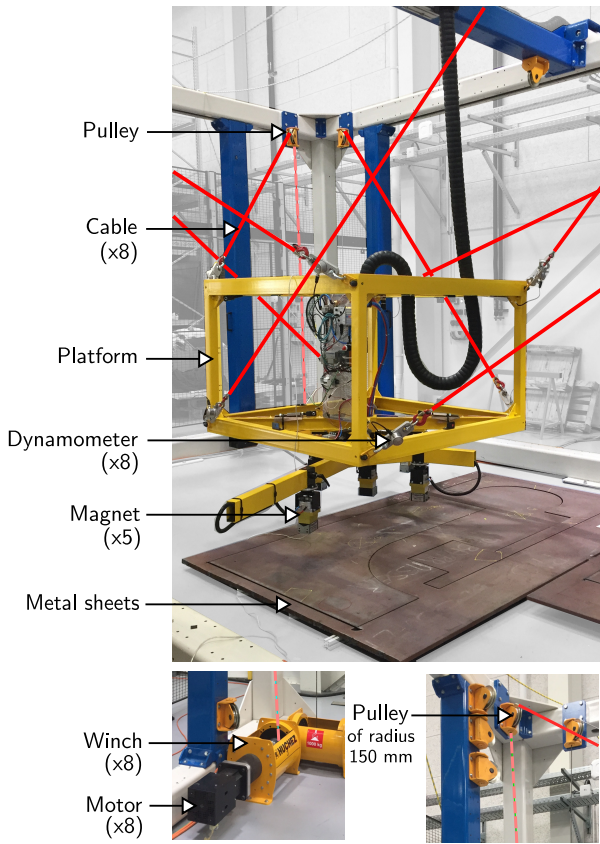 Pulley
Cable
(x8)
Platform
Dynamometer
(x8)
Magnet
(x5)
Metal sheets
Winch
(x8)
Motor
(x8)
HUCHEZ
Pulley
of radius
150 mm